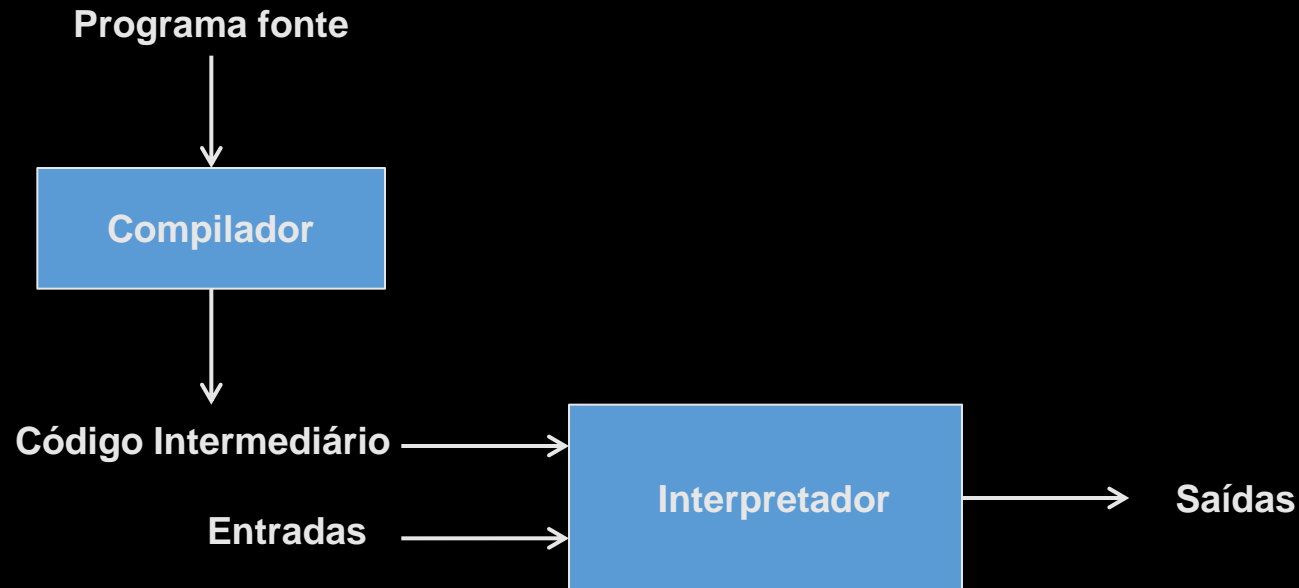 Programa fonte
Compilador
Código Intermediário
Interpretador
Saídas
Entradas